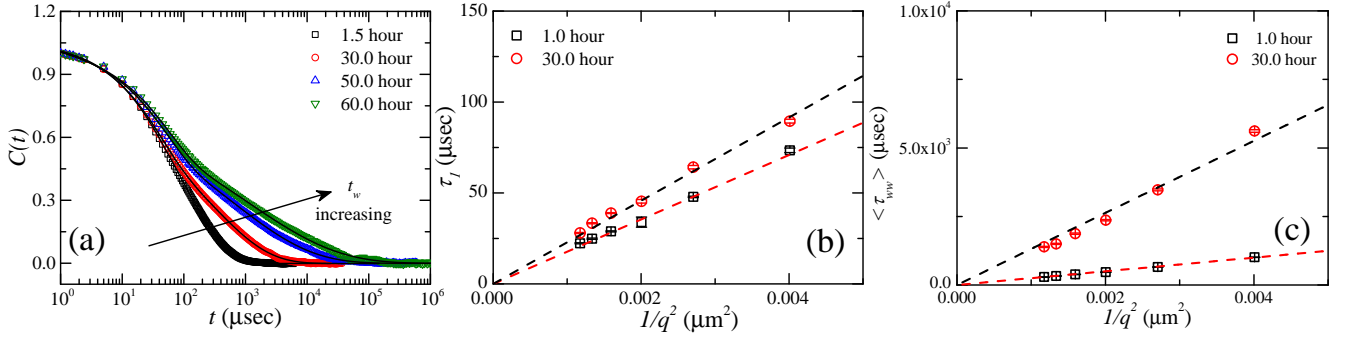 1.5 hour
30.0 hour
50.0 hour
60.0 hour
C(t)
1.2
0.9
0.6
0.3
0.0
t_w
increasing
(a)
10^0 10^1 10^2 10^3 10^4 10^5 10^6
t (μsec)
150
100
50
0
τ_1 (μsec)
1.0 hour
30.0 hour
(b)
0.000 0.002 0.004
1/q^2 (μm^2)
1.0x10^4
5.0x10^3
0.0
< τ_ww > (μsec)
1.0 hour
30.0 hour
(c)
0.000 0.002 0.004
1/q^2 (μm^2)